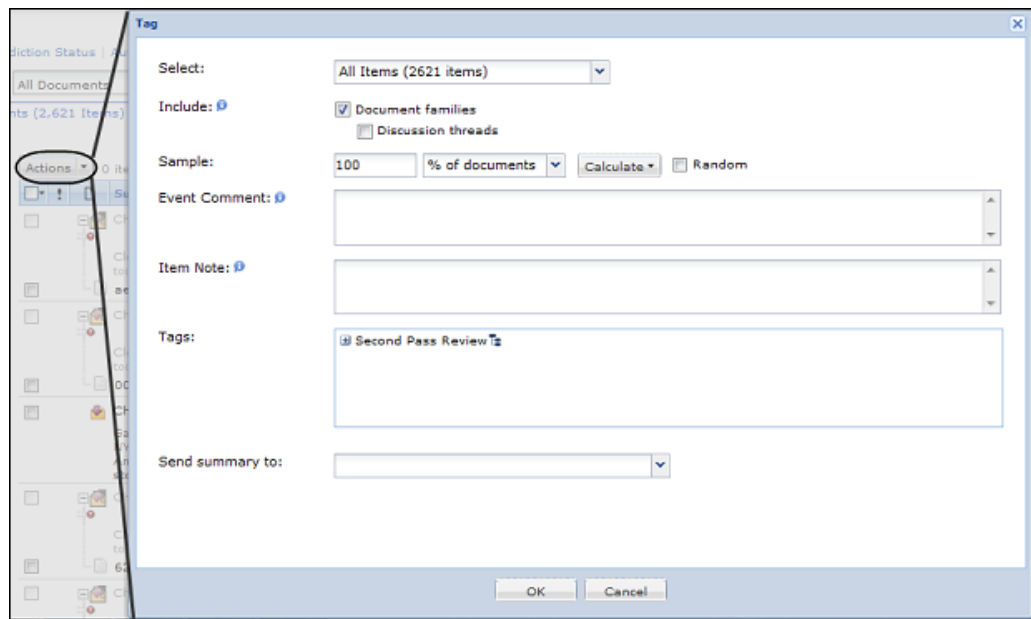 Tag
diction Status | Au
All Documents
nts (2,621 Items)
Actions
0 ite
Su
Select:
All Items (2621 items)
Include:
Document families
Discussion threads
Sample:
100
% of documents
Calculate
Random
Event Comment:
Item Note:
Tags:
Second Pass Review
Send summary to:
OK
Cancel